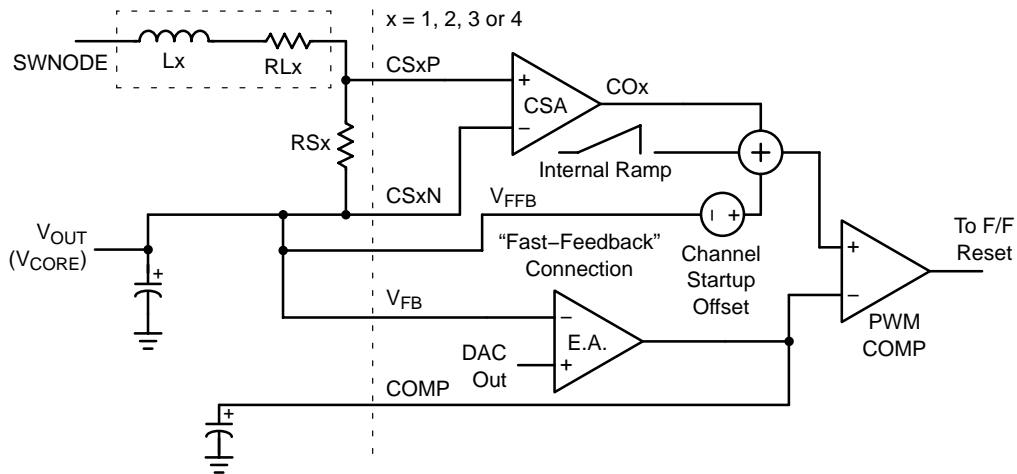 x = 1, 2, 3 or 4
SWNODE
Lx
RLx
CSxP
+
CSA
−
COx
RSx
Internal Ramp
+
CSxN
VFFB
− +
VOUT
(VCORE)
+
“Fast−Feedback”
Connection
Channel
Startup
Offset
+
−
To F/F
Reset
PWM
COMP
VFB
−
E.A.
+
DAC
Out
COMP
+